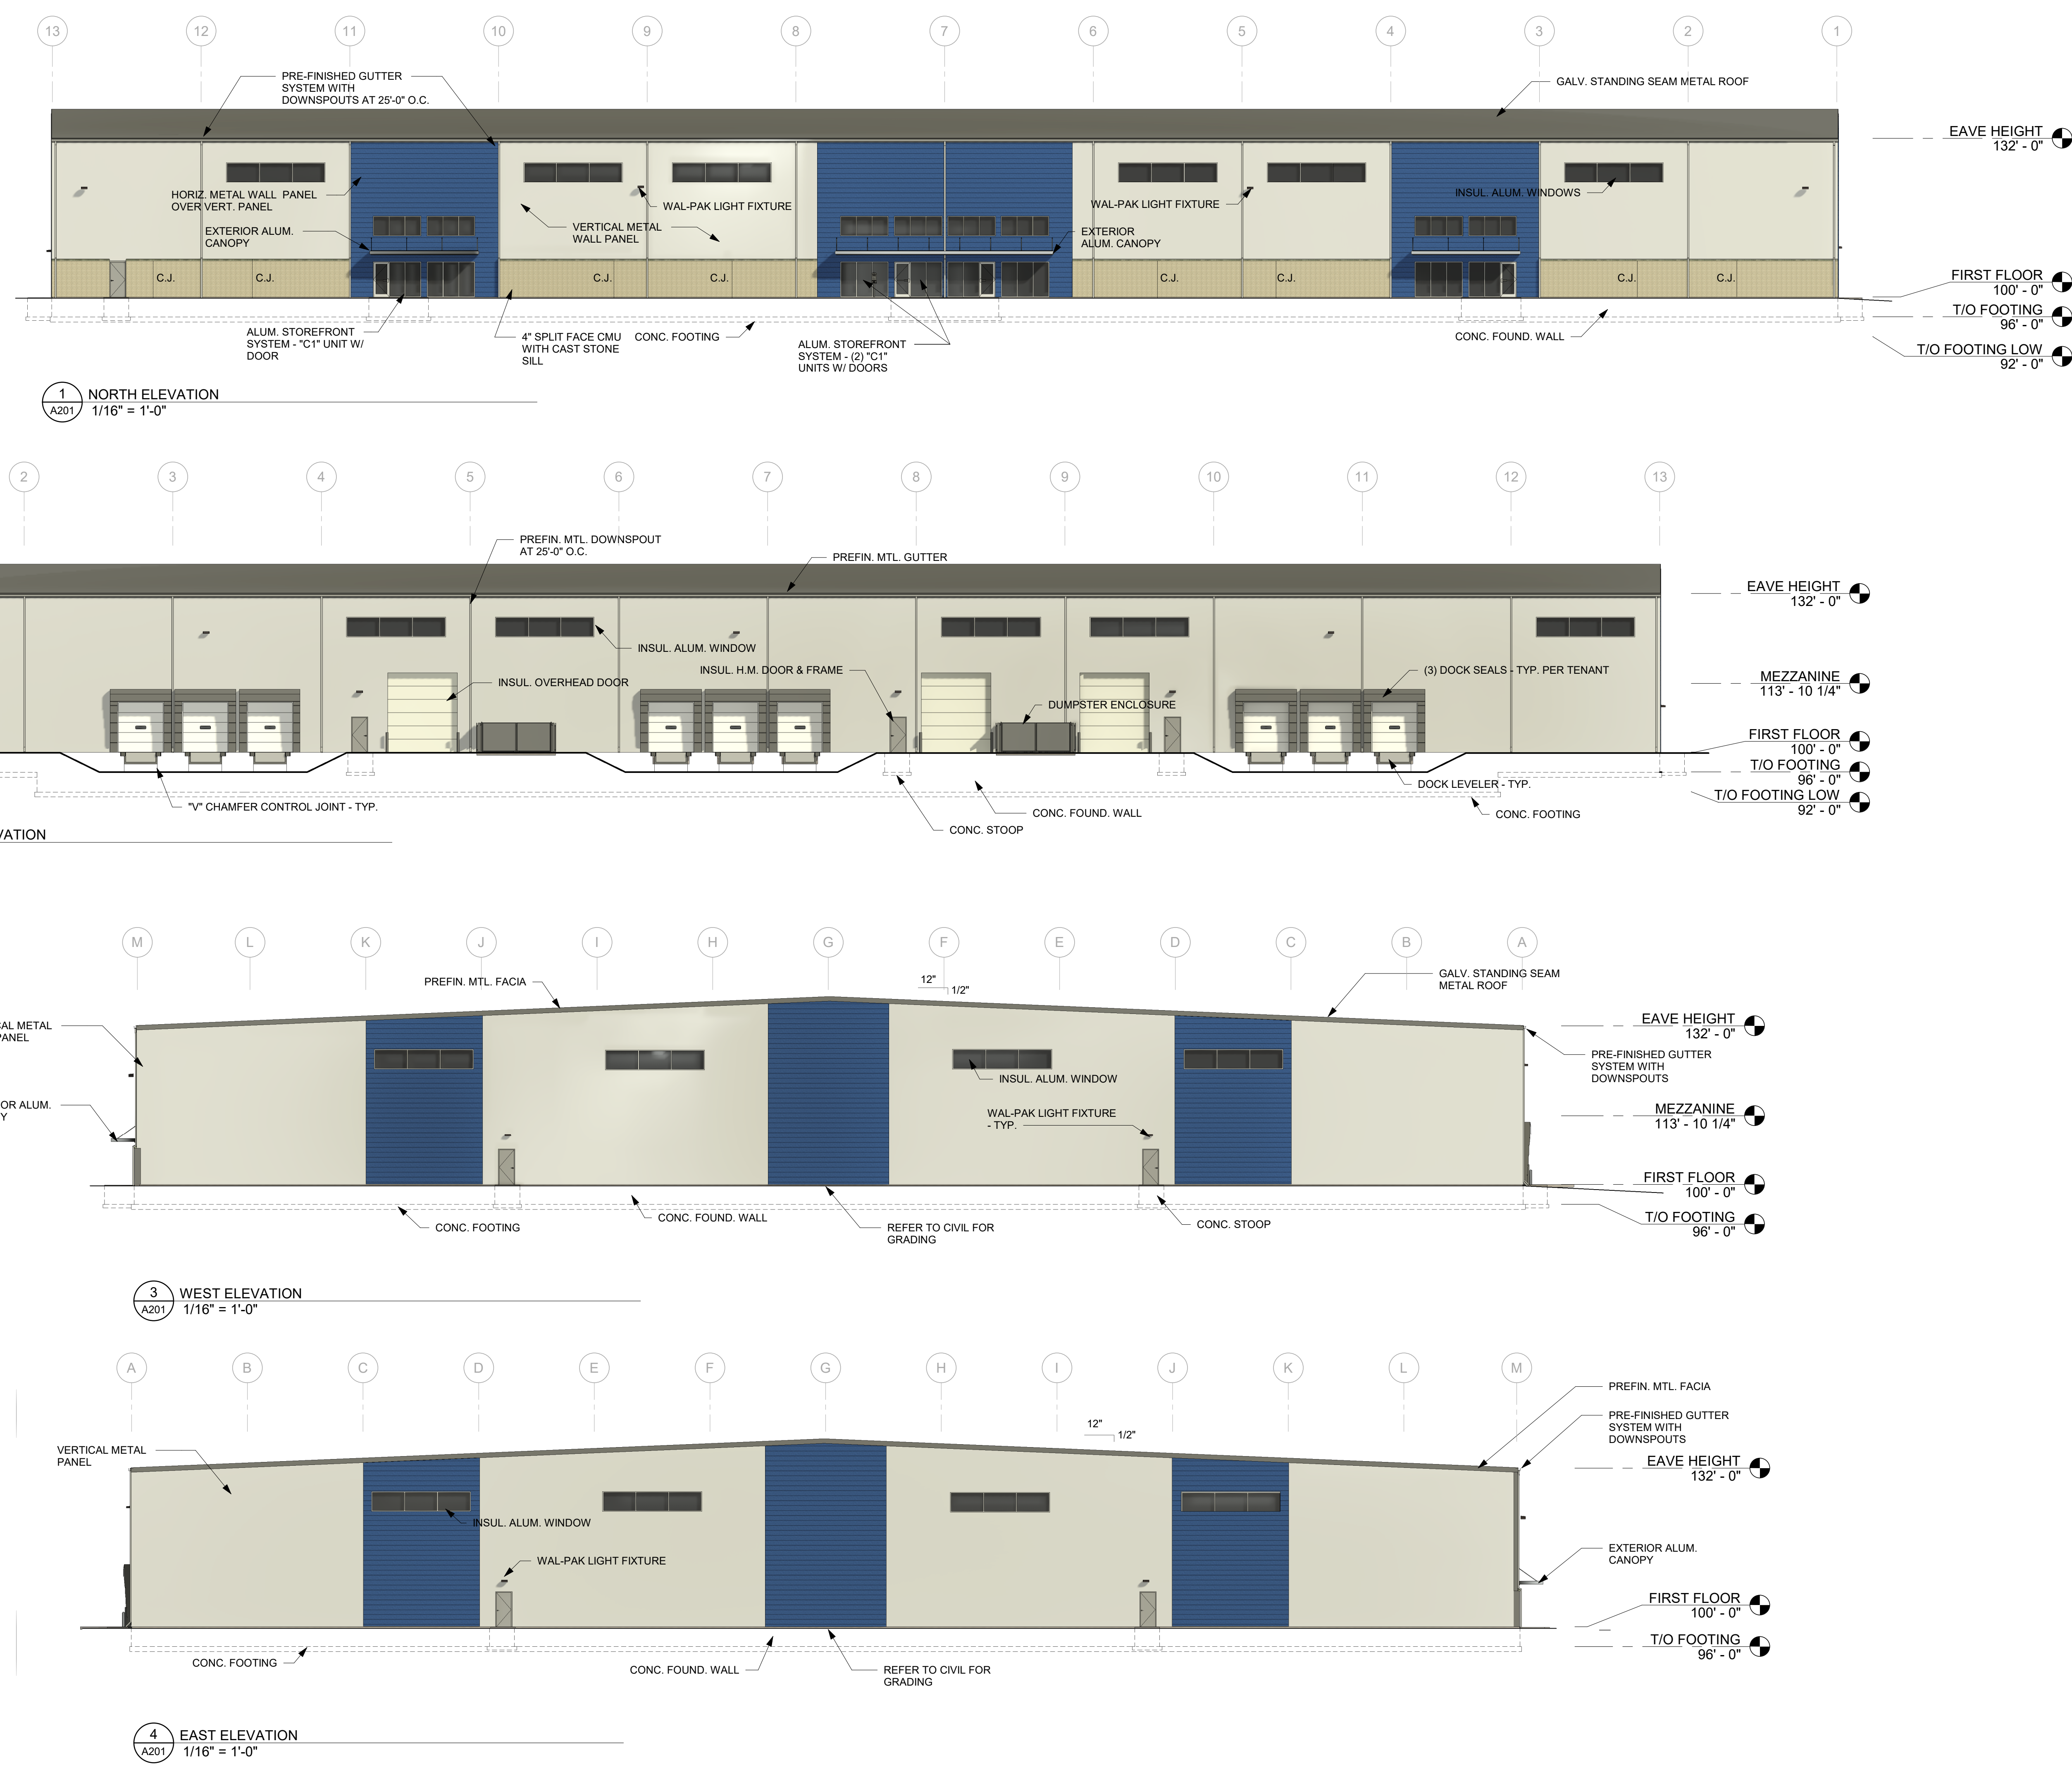 13 12 11 10 9 8 7 6 5 4 3 2 1
PRE-FINISHED GUTTER
SYSTEM WITH
DOWNSPOUTS AT 25'-0" O.C.
GALV. STANDING SEAM METAL ROOF
EAVE HEIGHT
132' - 0"
HORIZ. METAL WALL PANEL
OVER VERT. PANEL
EXTERIOR ALUM.
CANOPY
WAL-PAK LIGHT FIXTURE
VERTICAL METAL
WALL PANEL
WAL-PAK LIGHT FIXTURE
EXTERIOR
ALUM. CANOPY
INSUL. ALUM. WINDOWS
C.J. C.J. C.J. C.J. C.J. C.J. C.J. C.J.
FIRST FLOOR
100' - 0"
T/O FOOTING
96' - 0"
T/O FOOTING LOW
92' - 0"
ALUM. STOREFRONT
SYSTEM - "C1" UNIT W/
DOOR
4" SPLIT FACE CMU
WITH CAST STONE
SILL
CONC. FOOTING
ALUM. STOREFRONT
SYSTEM - (2) "C1"
UNITS W/ DOORS
CONC. FOUND. WALL
1
A201
NORTH ELEVATION
1/16" = 1'-0"
2 3 4 5 6 7 8 9 10 11 12 13
PREFIN. MTL. DOWNSPOUT
AT 25'-0" O.C.
PREFIN. MTL. GUTTER
EAVE HEIGHT
132' - 0"
INSUL. ALUM. WINDOW
INSUL. OVERHEAD DOOR
INSUL. H.M. DOOR & FRAME
DUMPSTER ENCLOSURE
(3) DOCK SEALS - TYP. PER TENANT
MEZZANINE
113' - 10 1/4"
FIRST FLOOR
100' - 0"
T/O FOOTING
96' - 0"
T/O FOOTING LOW
92' - 0"
"V" CHAMFER CONTROL JOINT - TYP.
CONC. STOOP
CONC. FOUND. WALL
DOCK LEVELER - TYP.
CONC. FOOTING
VATION
M L K J I H G F E D C B A
PREFIN. MTL. FACIA
12"
1/2"
GALV. STANDING SEAM
METAL ROOF
CAL METAL
PANEL
EAVE HEIGHT
132' - 0"
PRE-FINISHED GUTTER
SYSTEM WITH
DOWNSPOUTS
INSUL. ALUM. WINDOW
OR ALUM.
Y
WAL-PAK LIGHT FIXTURE
- TYP.
MEZZANINE
113' - 10 1/4"
FIRST FLOOR
100' - 0"
T/O FOOTING
96' - 0"
CONC. FOOTING
CONC. FOUND. WALL
REFER TO CIVIL FOR
GRADING
CONC. STOOP
3
A201
WEST ELEVATION
1/16" = 1'-0"
A B C D E F G H I J K L M
PREFIN. MTL. FACIA
12"
1/2"
PRE-FINISHED GUTTER
SYSTEM WITH
DOWNSPOUTS
VERTICAL METAL
PANEL
EAVE HEIGHT
132' - 0"
INSUL. ALUM. WINDOW
WAL-PAK LIGHT FIXTURE
EXTERIOR ALUM.
CANOPY
FIRST FLOOR
100' - 0"
T/O FOOTING
96' - 0"
CONC. FOOTING
CONC. FOUND. WALL
REFER TO CIVIL FOR
GRADING
4
A201
EAST ELEVATION
1/16" = 1'-0"